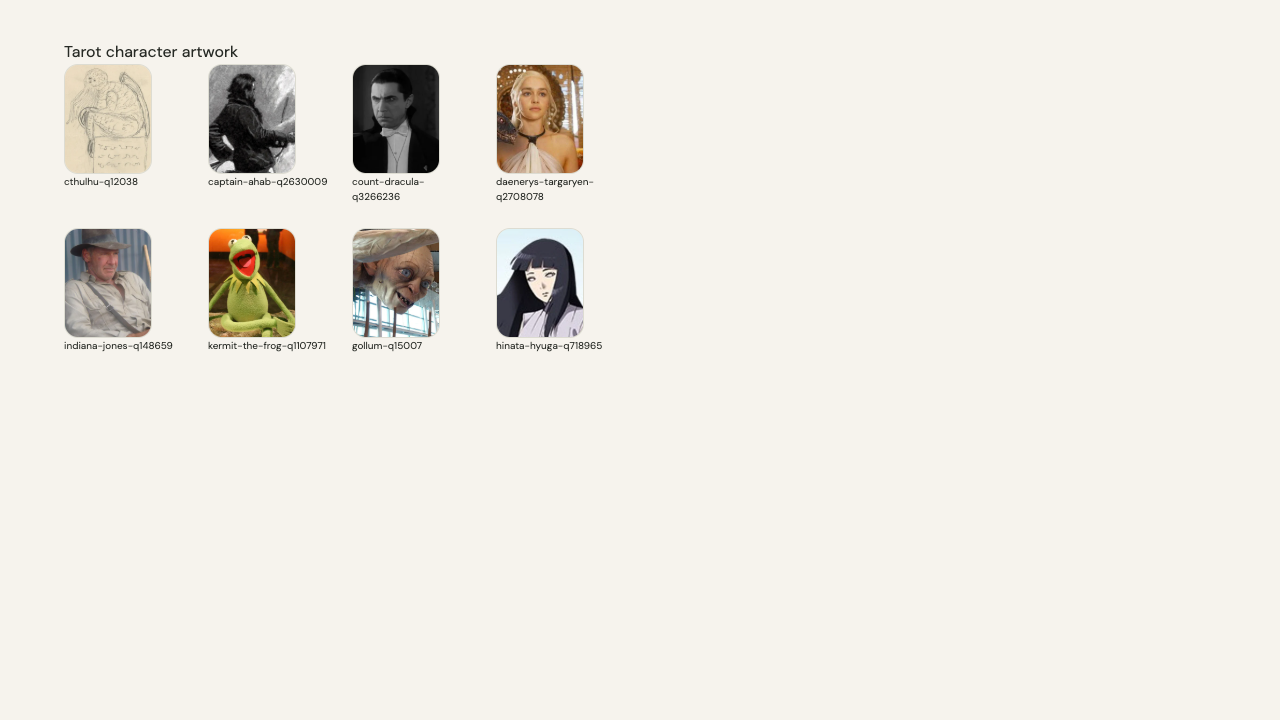 Tarot character artwork
cthulhu-q12038
captain-ahab-q2630009
count-dracula-
q3266236
daenerys-targaryen-
q2708078
indiana-jones-q148659
kermit-the-frog-q1107971
gollum-q15007
hinata-hyuga-q718965